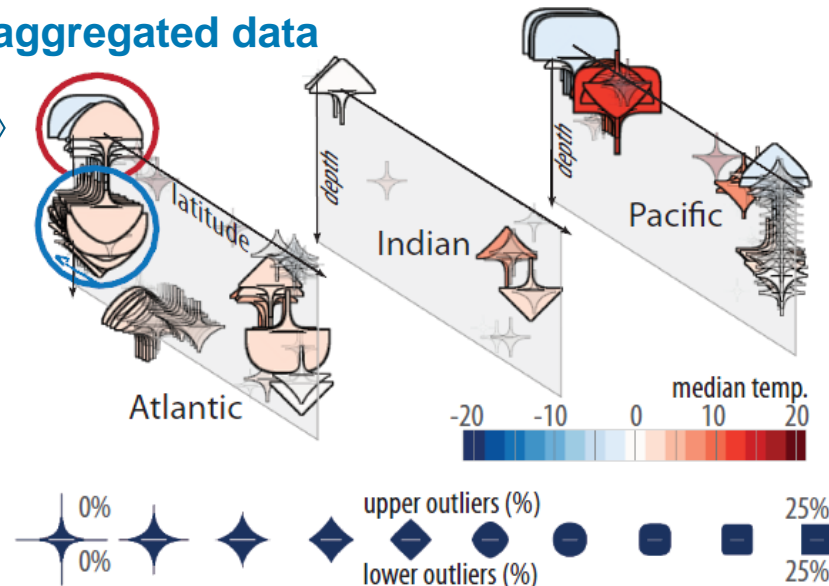 aggregated data
depth
depth
latitude
Pacific
Indian
Atlantic
median temp.
-20 -10 0 10 20
0% upper outliers (%) 25%
0% lower outliers (%) 25%